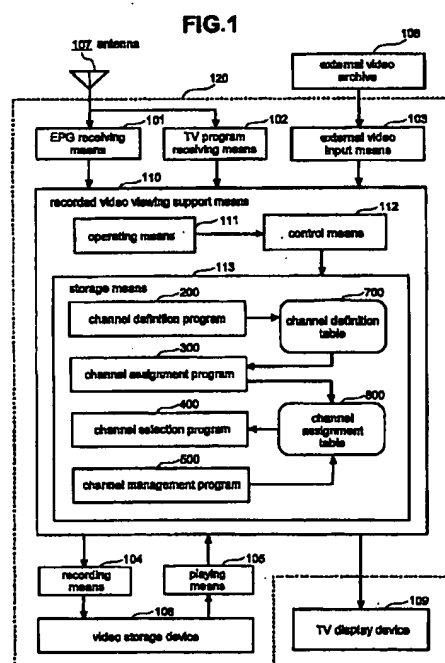 FIG.1
107 antenna
108
external video
archive
120
101
EPG receiving
means
102
TV program
receiving means
103
external video
input means
110
recorded video viewing support means
111
operating means
112
control means
113
storage means
200
channel definition program
700
channel definition
table
300
channel assignment program
800
channel
assignment
table
400
channel selection program
500
channel management program
104
recording
means
105
playing
means
106
video storage device
109
TV display device